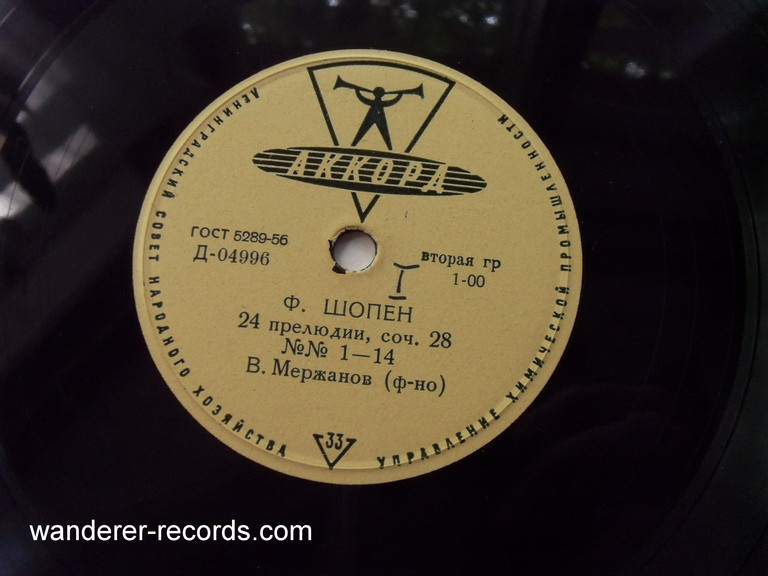 АККОРД
ЛЕНИНГРАДСКИЙ СОВЕТ НАРОДНОГО ХОЗЯЙСТВА
УПРАВЛЕНИЕ ХИМИЧЕСКОЙ ПРОМЫШЛЕННОСТИ
ГОСТ 5289-56
Д-04996
вторая гр
1-00
I
Ф. ШОПЕН
24 прелюдии, соч. 28
№№ 1—14
В. Мержанов (ф-но)
33
wanderer-records.com